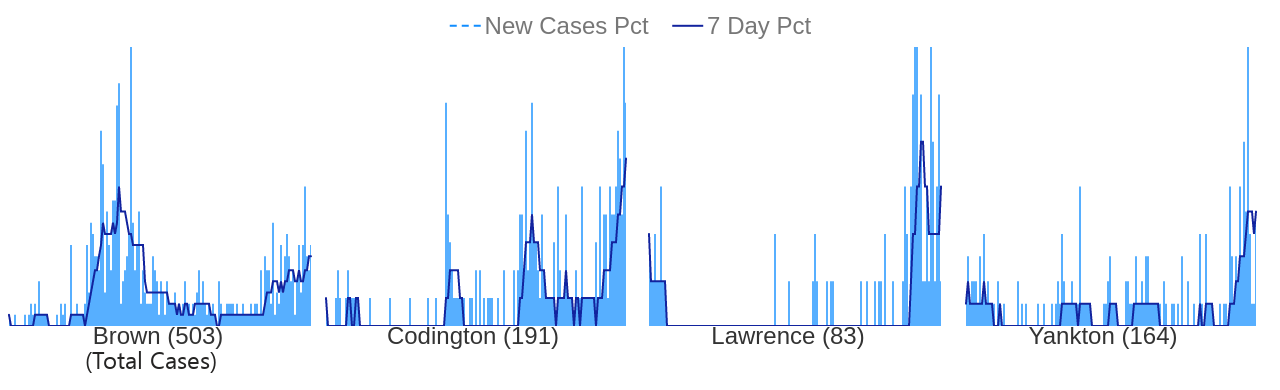 New Cases Pct 7 Day Pct
Brown (503) Codington (191) Lawrence (83) Yankton (164)
(Total Cases)